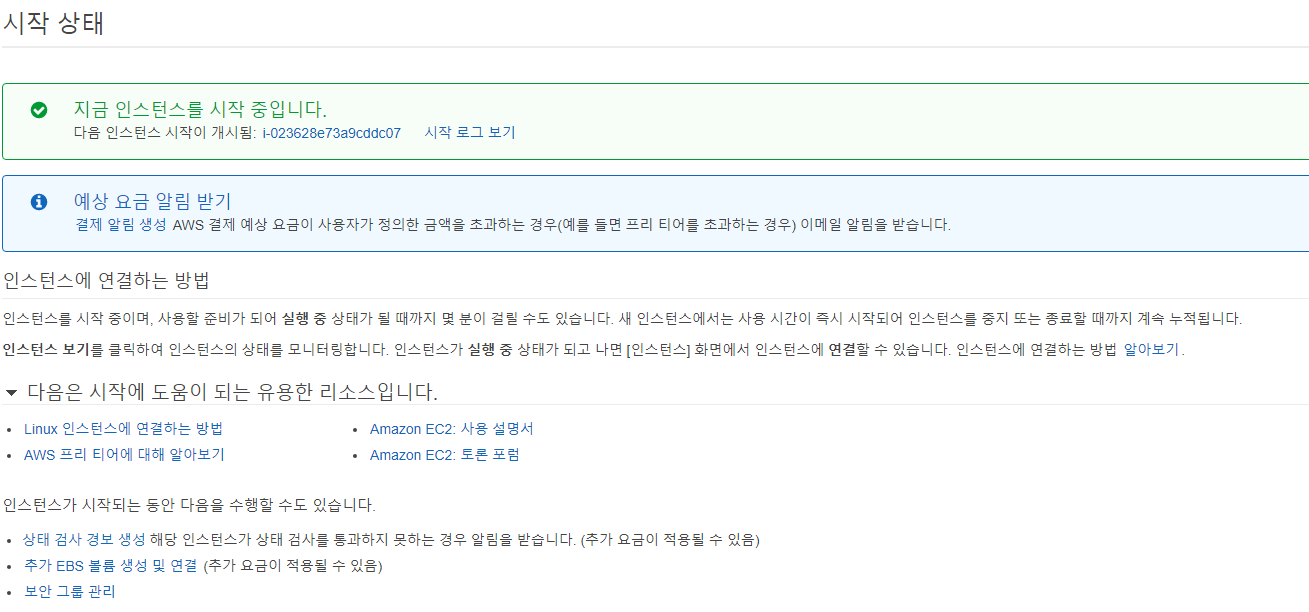 시작 상태
지금 인스턴스를 시작 중입니다.
다음 인스턴스 시작이 개시됨: i-023628e73a9cddc07 시작 로그 보기
예상 요금 알림 받기
결제 알림 생성 AWS 결제 예상 요금이 사용자가 정의한 금액을 초과하는 경우(예를 들면 프리 티어를 초과하는 경우) 이메일 알림을 받습니다.
인스턴스에 연결하는 방법
인스턴스를 시작 중이며, 사용할 준비가 되어 실행 중 상태가 될 때까지 몇 분이 걸릴 수도 있습니다. 새 인스턴스에서는 사용 시간이 즉시 시작되어 인스턴스를 중지 또는 종료할 때까지 계속 누적됩니다.
인스턴스 보기를 클릭하여 인스턴스의 상태를 모니터링합니다. 인스턴스가 실행 중 상태가 되고 나면 [인스턴스] 화면에서 인스턴스에 연결할 수 있습니다. 인스턴스에 연결하는 방법 알아보기.
다음은 시작에 도움이 되는 유용한 리소스입니다.
Linux 인스턴스에 연결하는 방법
Amazon EC2: 사용 설명서
AWS 프리 티어에 대해 알아보기
Amazon EC2: 토론 포럼
인스턴스가 시작되는 동안 다음을 수행할 수도 있습니다.
상태 검사 경보 생성 해당 인스턴스가 상태 검사를 통과하지 못하는 경우 알림을 받습니다. (추가 요금이 적용될 수 있음)
추가 EBS 볼륨 생성 및 연결 (추가 요금이 적용될 수 있음)
보안 그룹 관리